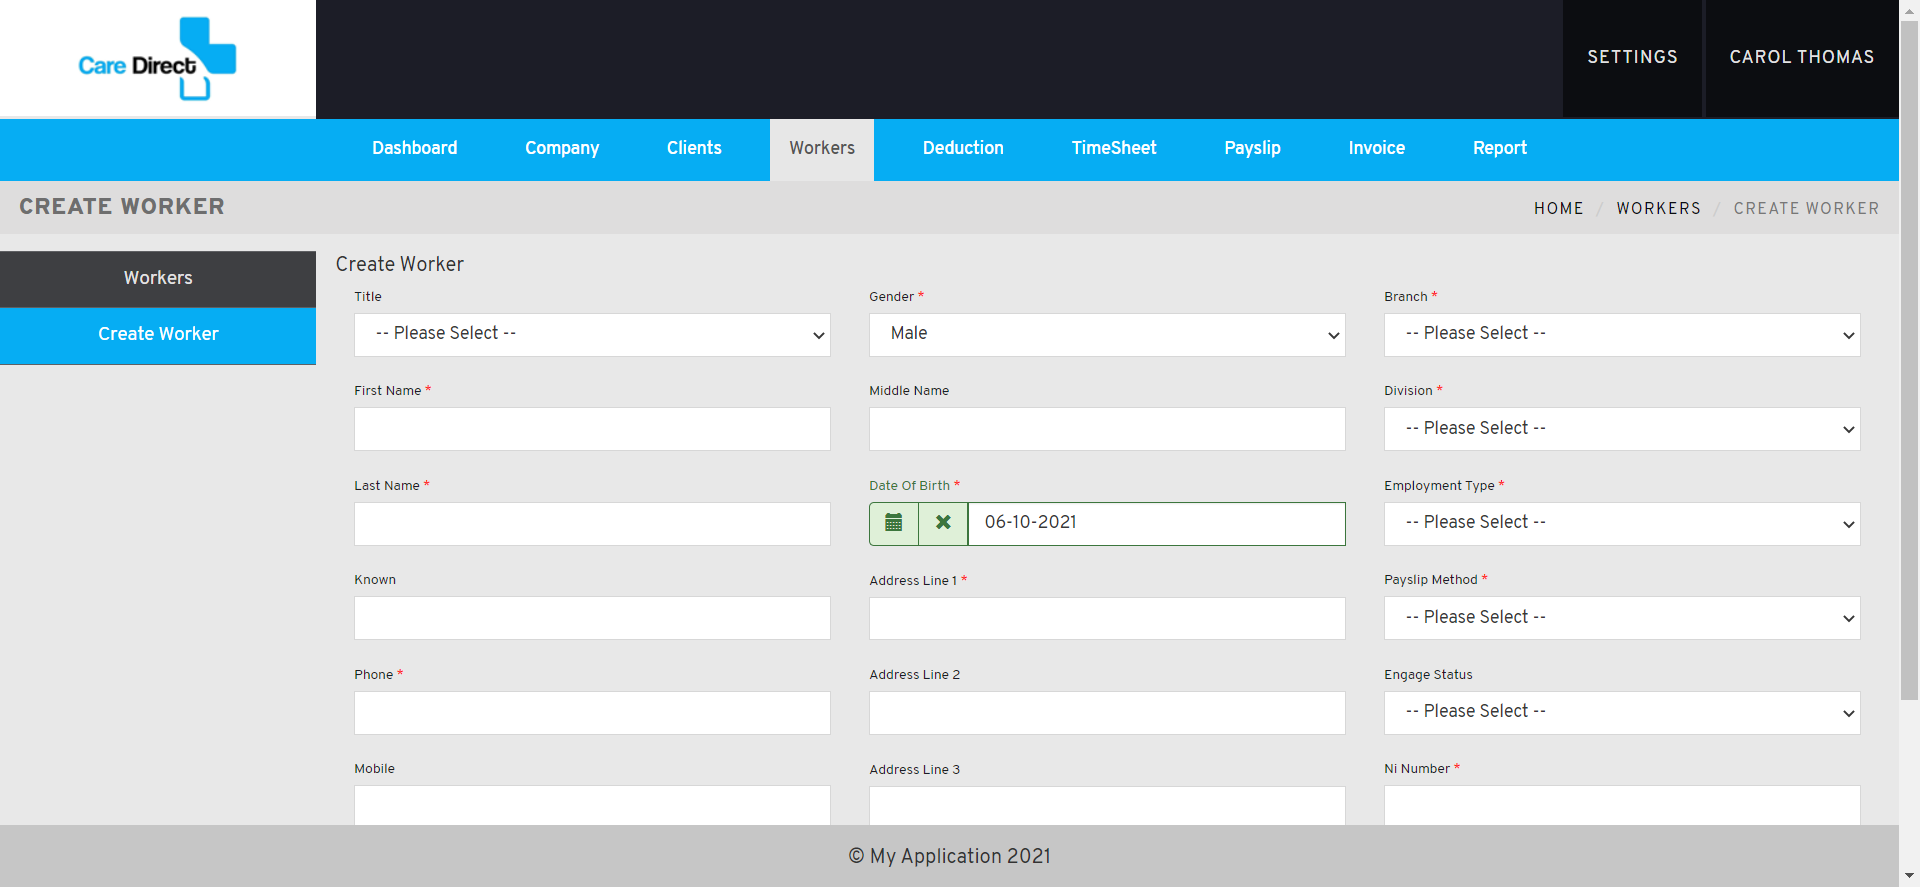 Care Direct
SETTINGS
CAROL THOMAS
Dashboard
Company
Clients
Workers
Deduction
TimeSheet
Payslip
Invoice
Report
CREATE WORKER
HOME / WORKERS / CREATE WORKER
Workers
Create Worker
Create Worker
Title
-- Please Select --
Gender *
Male
Branch *
-- Please Select --
First Name *
Middle Name
Division *
-- Please Select --
Last Name *
Date Of Birth *
06-10-2021
Employment Type *
-- Please Select --
Known
Address Line 1 *
Payslip Method *
-- Please Select --
Phone *
Address Line 2
Engage Status
-- Please Select --
Mobile
Address Line 3
Ni Number *
© My Application 2021